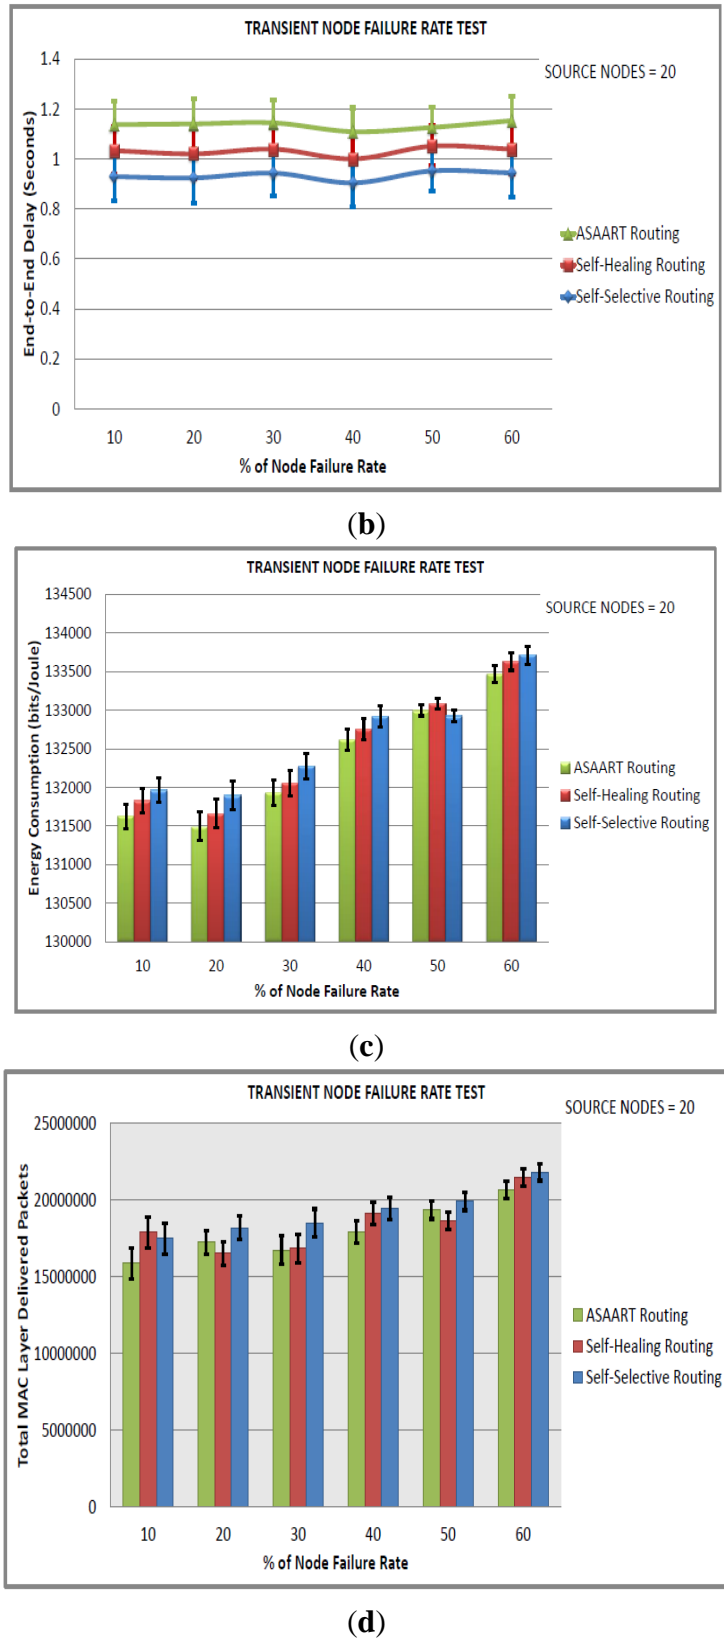 TRANSIENT NODE FAILURE RATE TEST
SOURCE NODES = 20
End-to-End Delay (Seconds)
1.4
1.2
1
0.8
0.6
0.4
0.2
0
10 20 30 40 50 60
% of Node Failure Rate
ASAART Routing
Self-Healing Routing
Self-Selective Routing
(b)
TRANSIENT NODE FAILURE RATE TEST
SOURCE NODES = 20
Energy Consumption (bits/Joule)
134500
134000
133500
133000
132500
132000
131500
131000
130500
130000
10 20 30 40 50 60
% of Node Failure Rate
ASAART Routing
Self-Healing Routing
Self-Selective Routing
(c)
TRANSIENT NODE FAILURE RATE TEST
SOURCE NODES = 20
Total MAC Layer Delivered Packets
25000000
20000000
15000000
10000000
5000000
0
10 20 30 40 50 60
% of Node Failure Rate
ASAART Routing
Self-Healing Routing
Self-Selective Routing
(d)